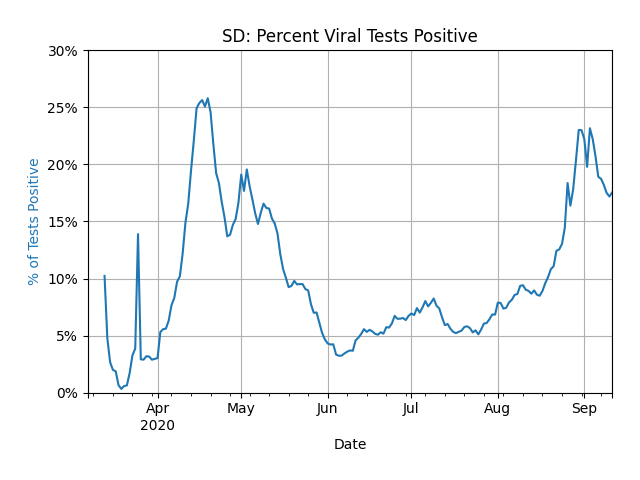 SD: Percent Viral Tests Positive
30%
25%
20%
15%
10%
5%
0%
% of Tests Positive
Apr May Jun Jul Aug Sep
2020
Date